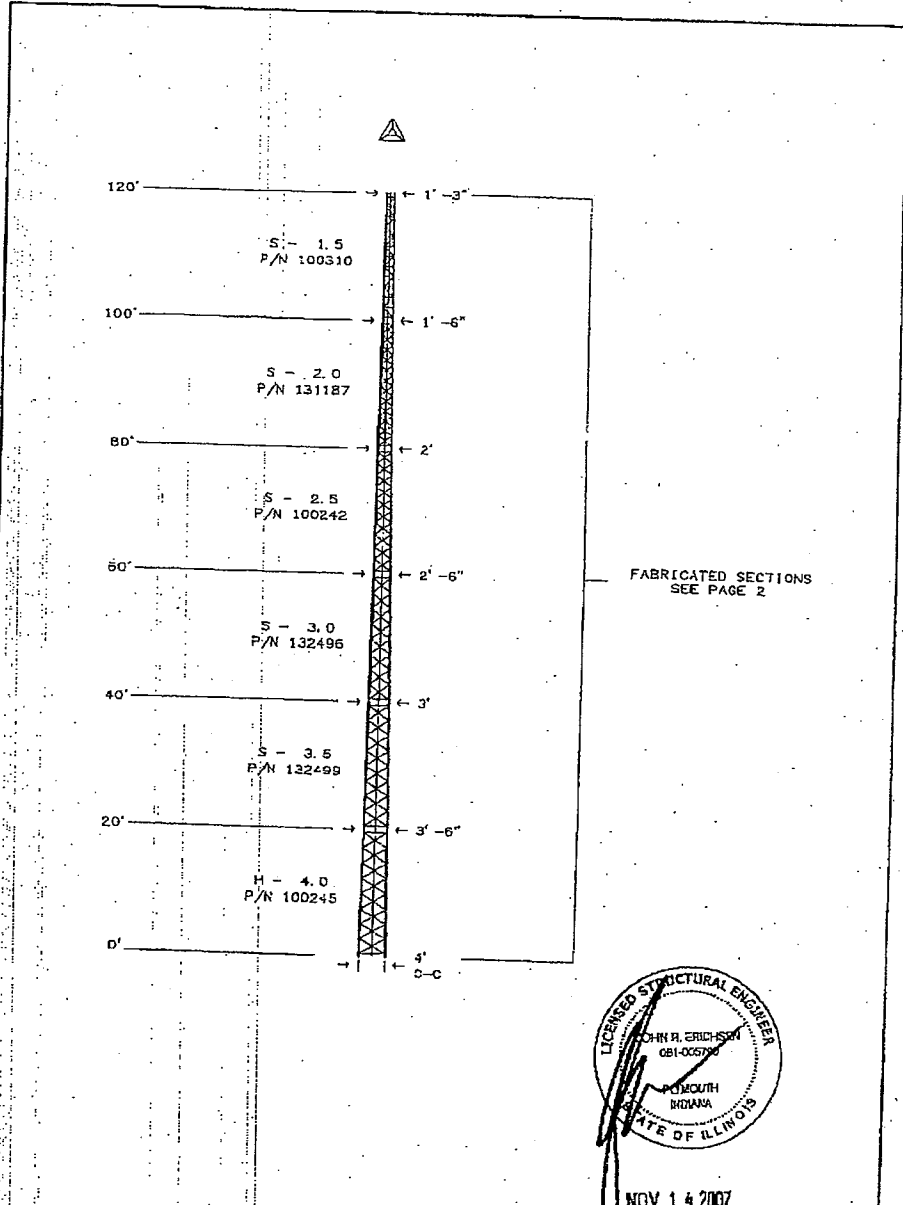 120'
1' -3"
S - 1.5
P/N 100310
100'
1' -6"
S - 2.0
P/N 131187
80'
2'
S - 2.5
P/N 100242
60'
2' -6"
FABRICATED SECTIONS
SEE PAGE 2
S - 3.0
P/N 132496
40'
3'
S - 3.5
P/N 132499
20'
3' -6"
H - 4.0
P/N 100245
0'
4'
C-C
LICENSED STRUCTURAL ENGINEER
JOHN R. ERICHSEN
PLYMOUTH
INDIANA
STATE OF ILLINOIS
NOV 14 2007